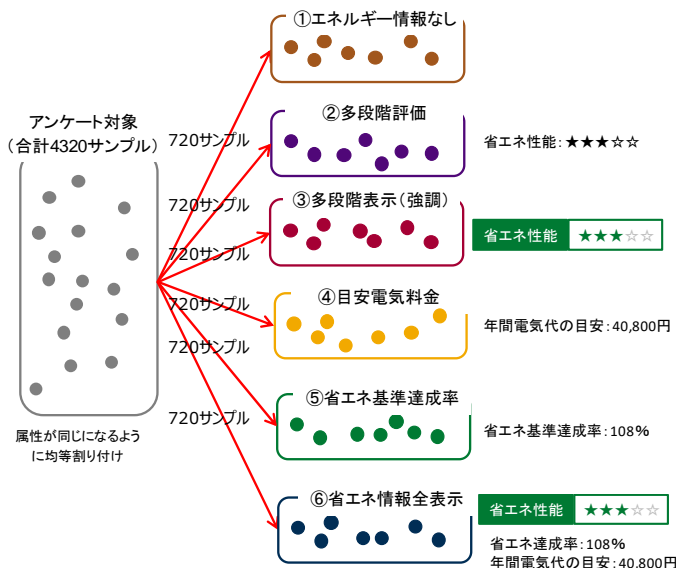 ①エネルギー情報なし
アンケート対象
（合計4320サンプル）
720サンプル
②多段階評価
省エネ性能：★★★☆☆
720サンプル
③多段階表示（強調）
省エネ性能 ★★★☆☆
720サンプル
720サンプル
④目安電気料金
年間電気代の目安：40,800円
720サンプル
⑤省エネ基準達成率
720サンプル
省エネ基準達成率：108%
属性が同じになるよう
に均等割り付け
⑥省エネ情報全表示
省エネ性能 ★★★☆☆
省エネ達成率：108%
年間電気代の目安：40,800円